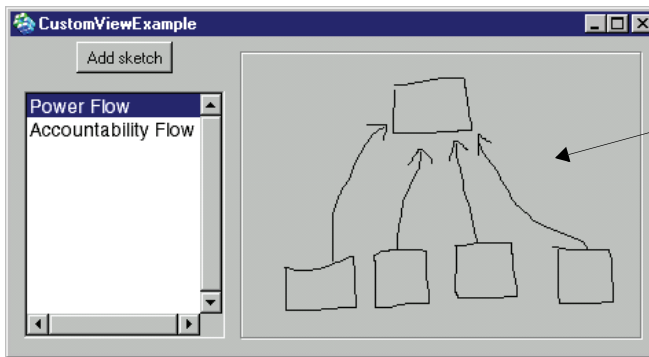 CustomViewExample
Add sketch
Power Flow
Accountability Flow